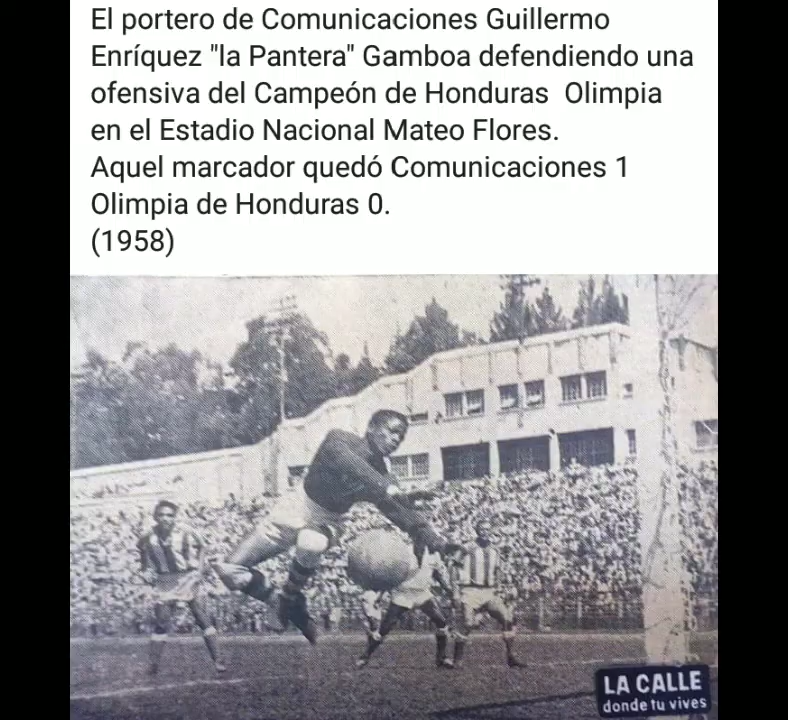 El portero de Comunicaciones Guillermo
Enríquez "la Pantera" Gamboa defendiendo una
ofensiva del Campeón de Honduras  Olimpia
en el Estadio Nacional Mateo Flores.
Aquel marcador quedó Comunicaciones 1
Olimpia de Honduras 0.
(1958)
LA CALLE
donde tu vives